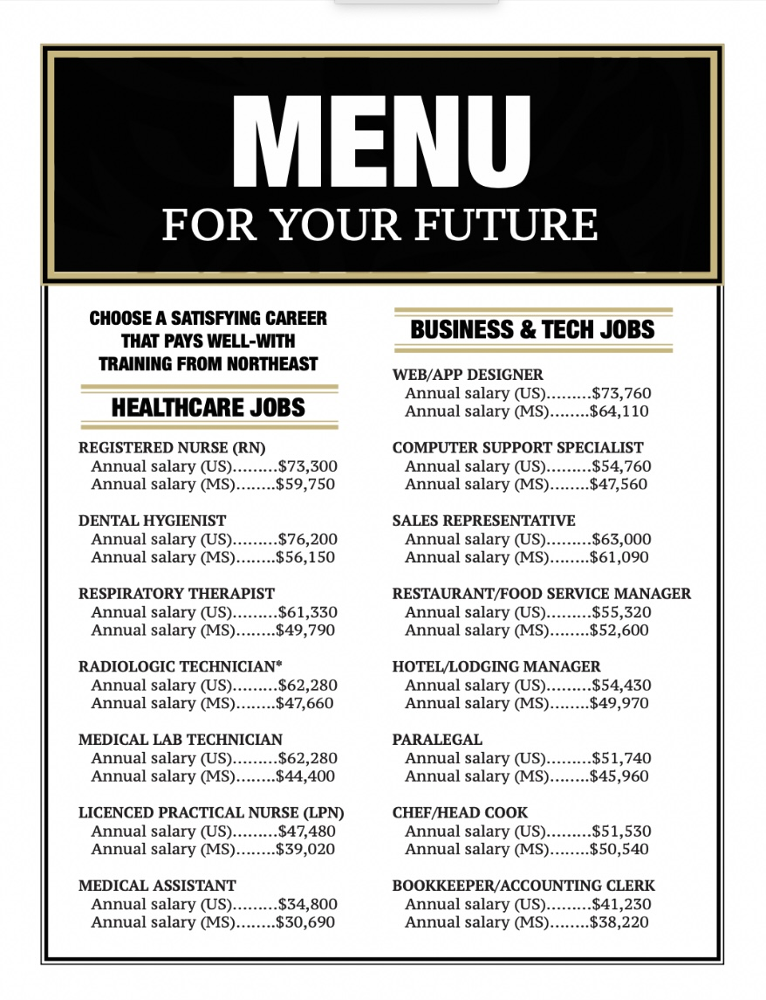 MENU
FOR YOUR FUTURE
CHOOSE A SATISFYING CAREER
THAT PAYS WELL-WITH
TRAINING FROM NORTHEAST
HEALTHCARE JOBS
REGISTERED NURSE (RN)
Annual salary (US).........$73,300
Annual salary (MS)........$59,750
DENTAL HYGIENIST
Annual salary (US).........$76,200
Annual salary (MS)........$56,150
RESPIRATORY THERAPIST
Annual salary (US).........$61,330
Annual salary (MS)........$49,790
RADIOLOGIC TECHNICIAN*
Annual salary (US).........$62,280
Annual salary (MS)........$47,660
MEDICAL LAB TECHNICIAN
Annual salary (US).........$62,280
Annual salary (MS)........$44,400
LICENCED PRACTICAL NURSE (LPN)
Annual salary (US).........$47,480
Annual salary (MS)........$39,020
MEDICAL ASSISTANT
Annual salary (US).........$34,800
Annual salary (MS)........$30,690
BUSINESS & TECH JOBS
WEB/APP DESIGNER
Annual salary (US).........$73,760
Annual salary (MS)........$64,110
COMPUTER SUPPORT SPECIALIST
Annual salary (US).........$54,760
Annual salary (MS)........$47,560
SALES REPRESENTATIVE
Annual salary (US).........$63,000
Annual salary (MS)........$61,090
RESTAURANT/FOOD SERVICE MANAGER
Annual salary (US).........$55,320
Annual salary (MS)........$52,600
HOTEL/LODGING MANAGER
Annual salary (US).........$54,430
Annual salary (MS)........$49,970
PARALEGAL
Annual salary (US).........$51,740
Annual salary (MS)........$45,960
CHEF/HEAD COOK
Annual salary (US).........$51,530
Annual salary (MS)........$50,540
BOOKKEEPER/ACCOUNTING CLERK
Annual salary (US).........$41,230
Annual salary (MS)........$38,220